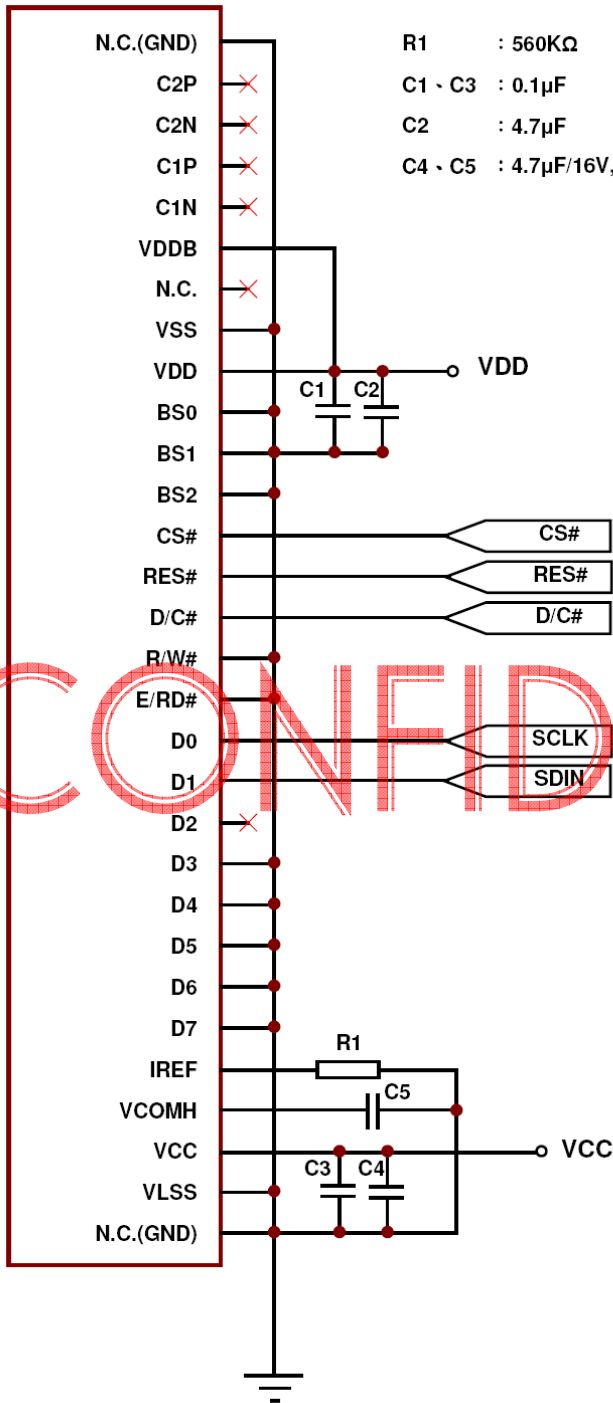 N.C.(GND)
C2P
C2N
C1P
C1N
VDDB
N.C.
VSS
VDD
BS0
BS1
BS2
CS#
RES#
D/C#
R/W#
E/RD#
D0
D1
D2
D3
D4
D5
D6
D7
IREF
VCOMH
VCC
VLSS
N.C.(GND)
R1 : 560KΩ
C1、C3 : 0.1μF
C2 : 4.7μF
C4、C5 : 4.7μF/16V,
C1 C2
VDD
CS#
RES#
D/C#
SCLK
SDIN
R1
C5
C3 C4
VCC
CONFID